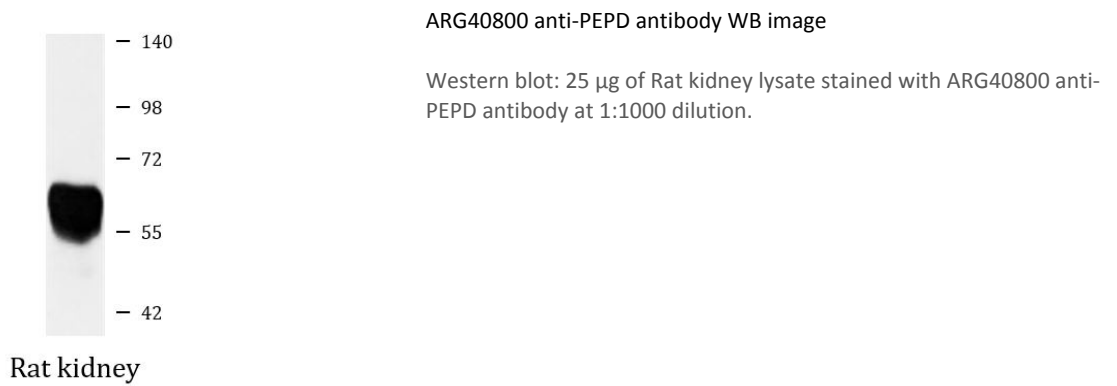 ARG40800 anti-PEPD antibody WB image
Western blot: 25 µg of Rat kidney lysate stained with ARG40800 anti-
PEPD antibody at 1:1000 dilution.
– 140
– 98
– 72
– 55
– 42
Rat kidney